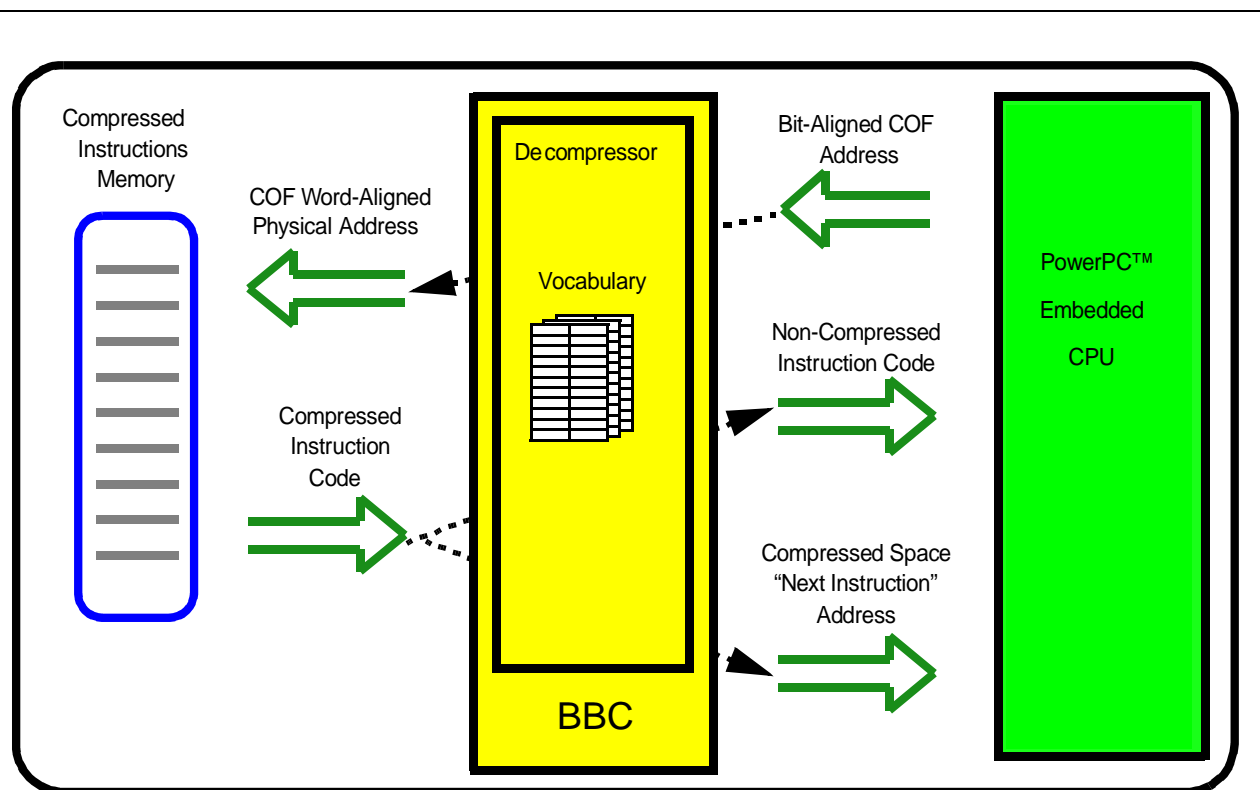 Compressed
Instructions
Memory
COF Word-Aligned
Physical Address
Compressed
Instruction
Code
Decompressor
Vocabulary
BBC
Bit-Aligned COF
Address
Non-Compressed
Instruction Code
Compressed Space
“Next Instruction”
Address
PowerPC™
Embedded
CPU